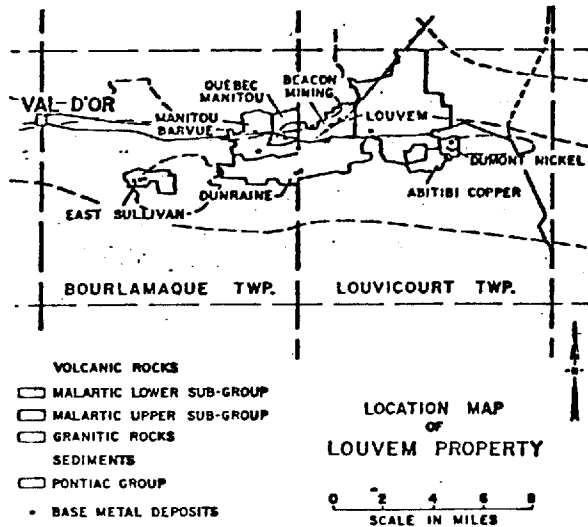 VAL-D'OR
MANITOU
BARVUE
QUÉBEC
MANITOU
BEACON
MINING
LOUVEM
DUMONT NICKEL
ABITIBI COPPER
EAST SULLIVAN
DUNRAINE
BOURLAMAQUE TWP.
LOUVICOURT TWP.
VOLCANIC ROCKS
MALARTIC LOWER SUB-GROUP
MALARTIC UPPER SUB-GROUP
GRANITIC ROCKS
SEDIMENTS
PONTIAC GROUP
BASE METAL DEPOSITS
LOCATION MAP
OF
LOUVEM PROPERTY
0 2 4 6 8
SCALE IN MILES